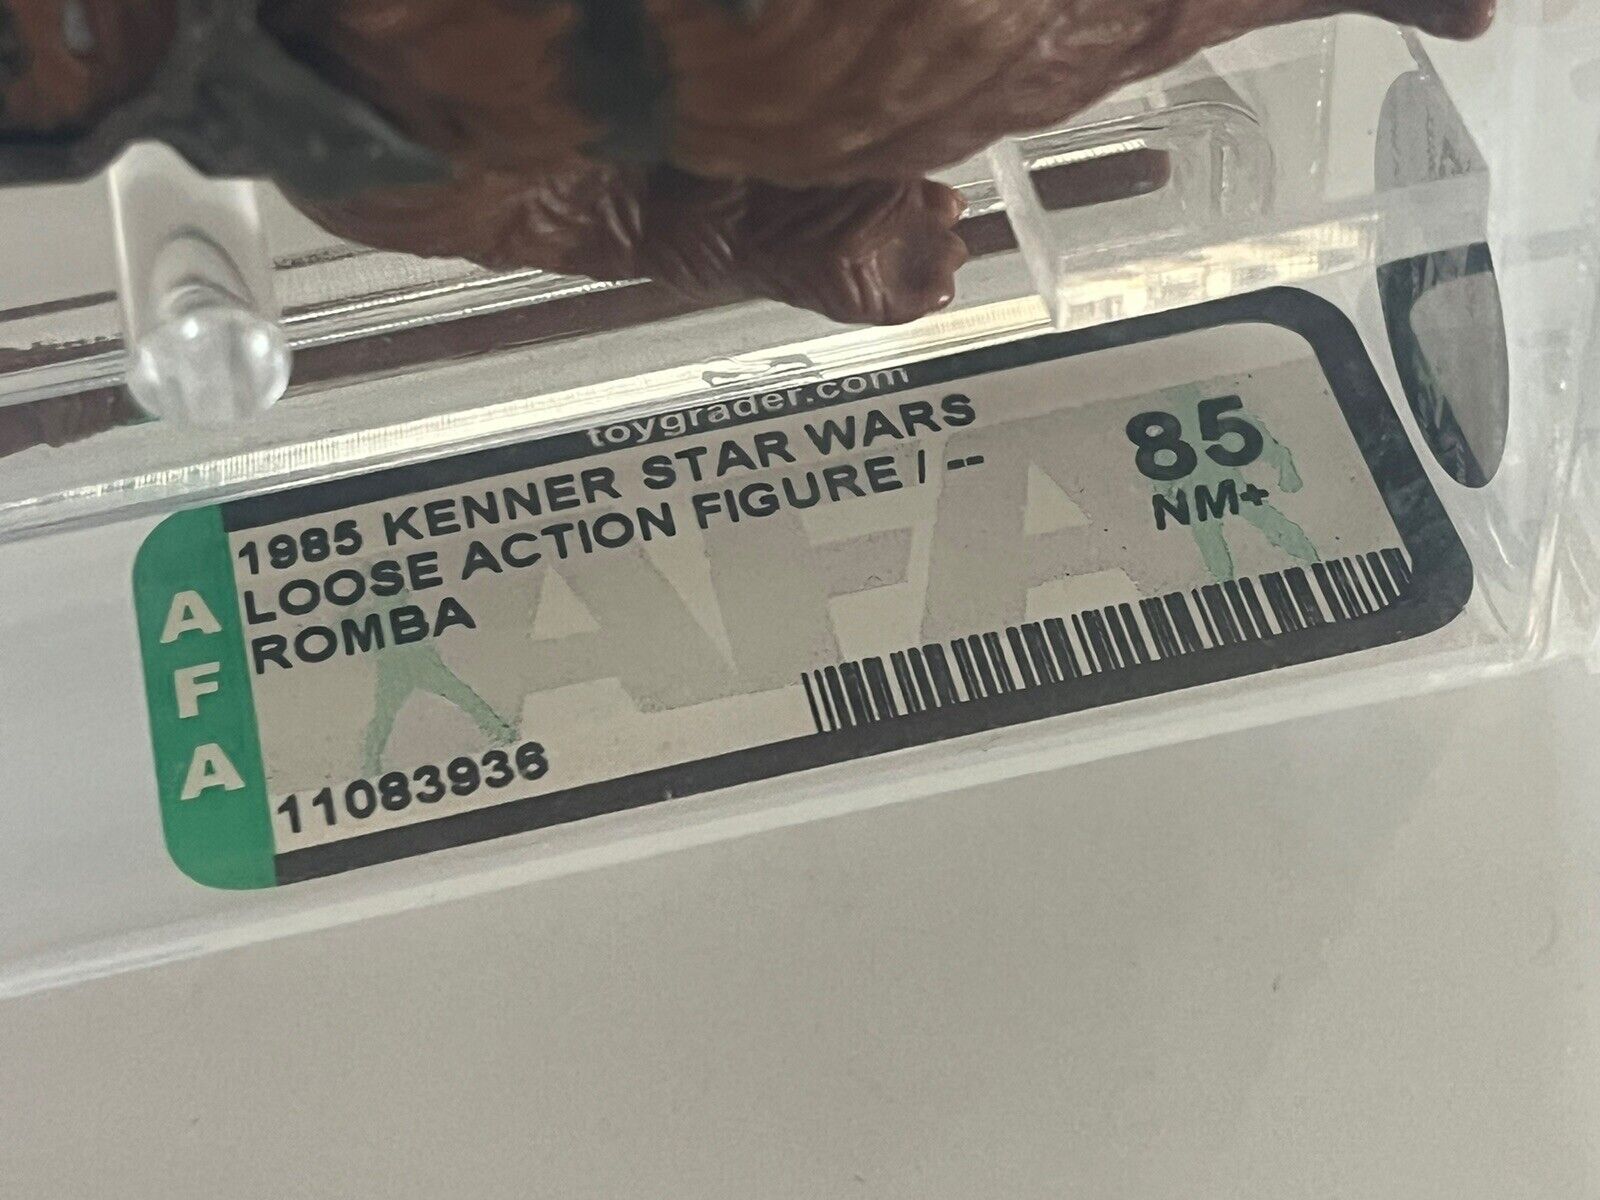 toygrader.com
1985 KENNER STAR WARS
LOOSE ACTION FIGURE / --
ROMBA
85
NM+
AFA
AFA
11083936